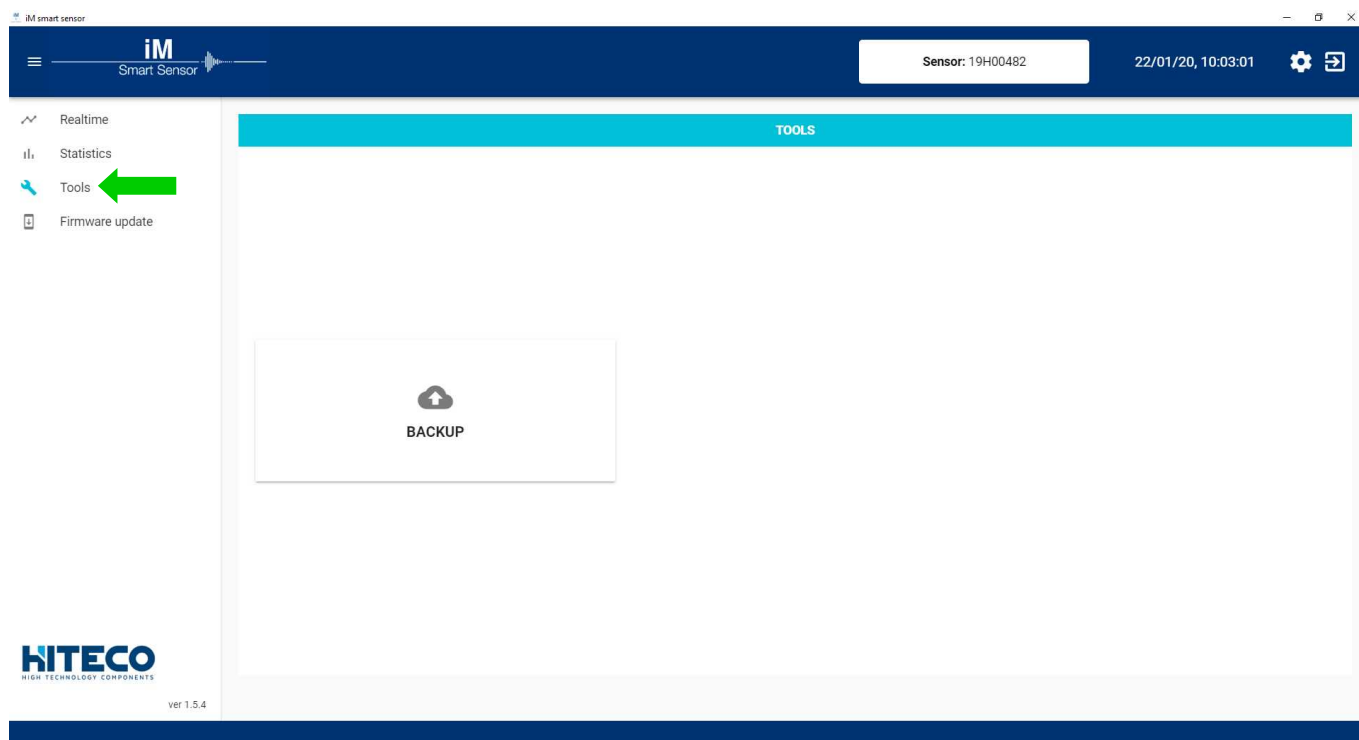 iM smart sensor
iM
Smart Sensor
Sensor: 19H00482
22/01/20, 10:03:01
Realtime
Statistics
Tools
Firmware update
TOOLS
BACKUP
HITECO
HIGH TECHNOLOGY COMPONENTS
ver 1.5.4